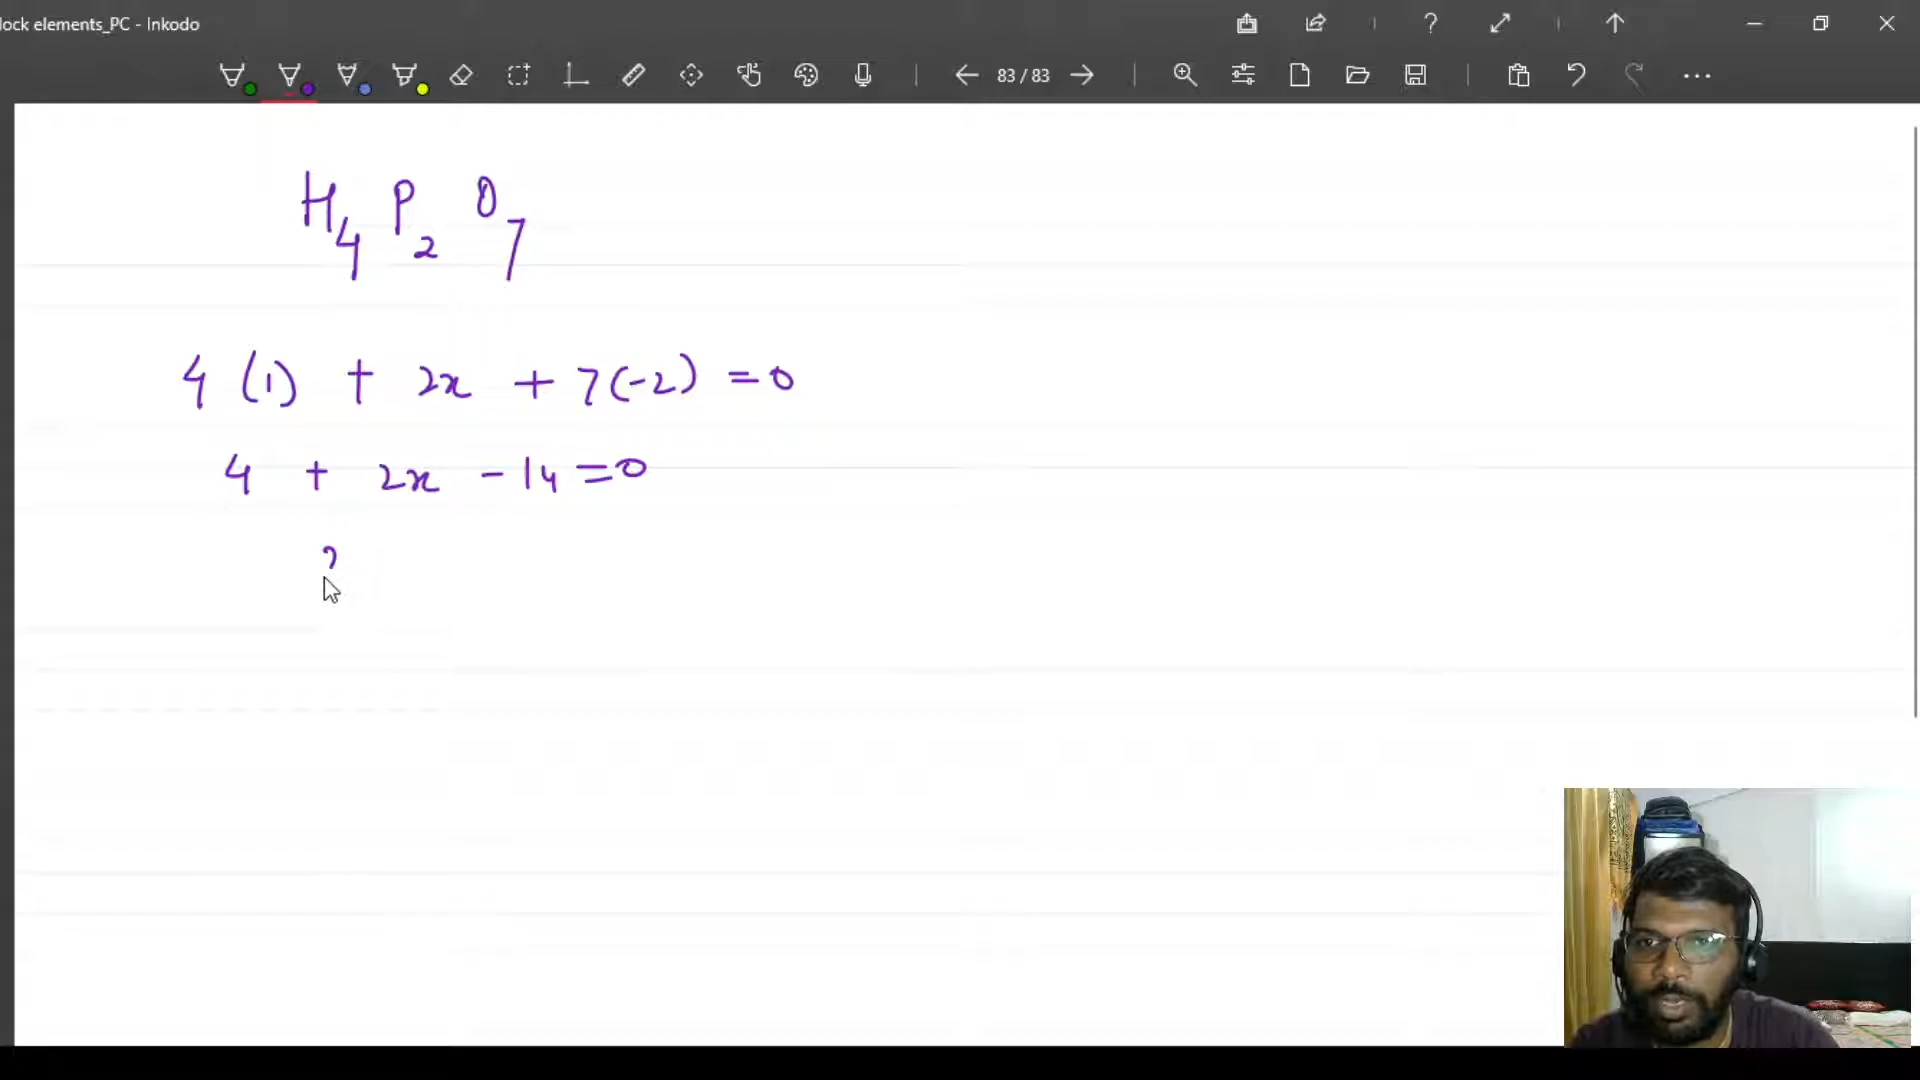 lock elements_PC - Inkodo
83 / 83
H₄ P₂ O₇
4 (1) + 2x + 7(-2) = 0
4 + 2x - 14 = 0